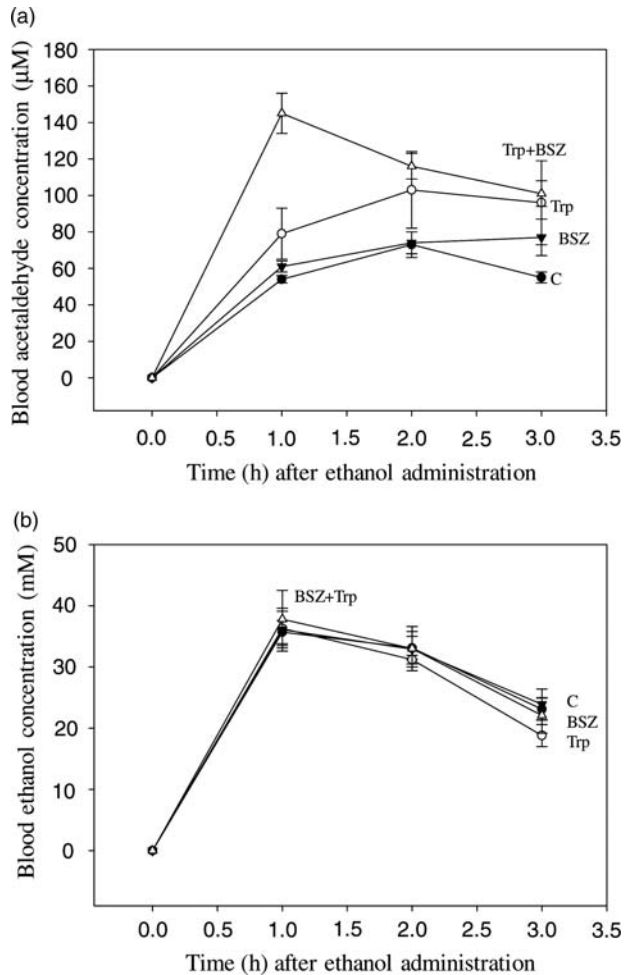 (a)
Blood acetaldehyde concentration (μM)
180
160
140
120
100
80
60
40
20
0
Trp+BSZ
Trp
BSZ
C
0.0 0.5 1.0 1.5 2.0 2.5 3.0 3.5
Time (h) after ethanol administration
(b)
Blood ethanol concentration (mM)
50
40
30
20
10
0
BSZ+Trp
C
BSZ
Trp
0.0 0.5 1.0 1.5 2.0 2.5 3.0 3.5
Time (h) after ethanol administration